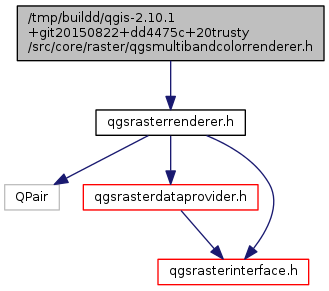 /tmp/buildd/qgis-2.10.1
+git20150822+dd4475c+20trusty
/src/core/raster/qgsmultibandcolorrenderer.h
qgsrasterrenderer.h
QPair
qgsrasterdataprovider.h
qgsrasterinterface.h